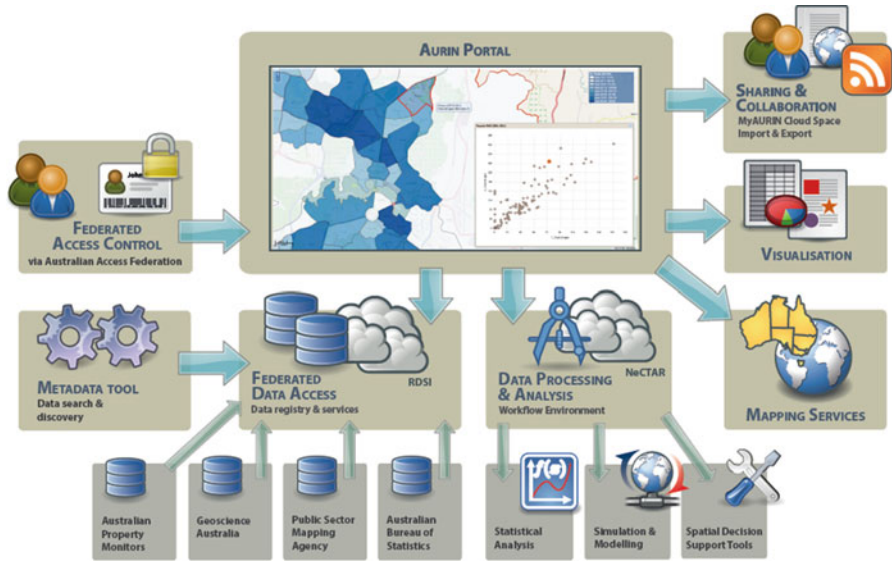 AURIN PORTAL
SHARING &
COLLABORATION
MyAURIN Cloud Space
Import & Export
John
FEDERATED
ACCESS CONTROL
via Australian Access Federation
VISUALISATION
METADATA TOOL
Data search &
discovery
RDSI
FEDERATED
DATA ACCESS
Data registry & services
NeCTAR
DATA PROCESSING
& ANALYSIS
Workflow Environment
MAPPING SERVICES
Australian
Property
Monitors
Geoscience
Australia
Public Sector
Mapping
Agency
Australian
Bureau of
Statistics
Statistical
Analysis
Simulation &
Modelling
Spatial Decision
Support Tools